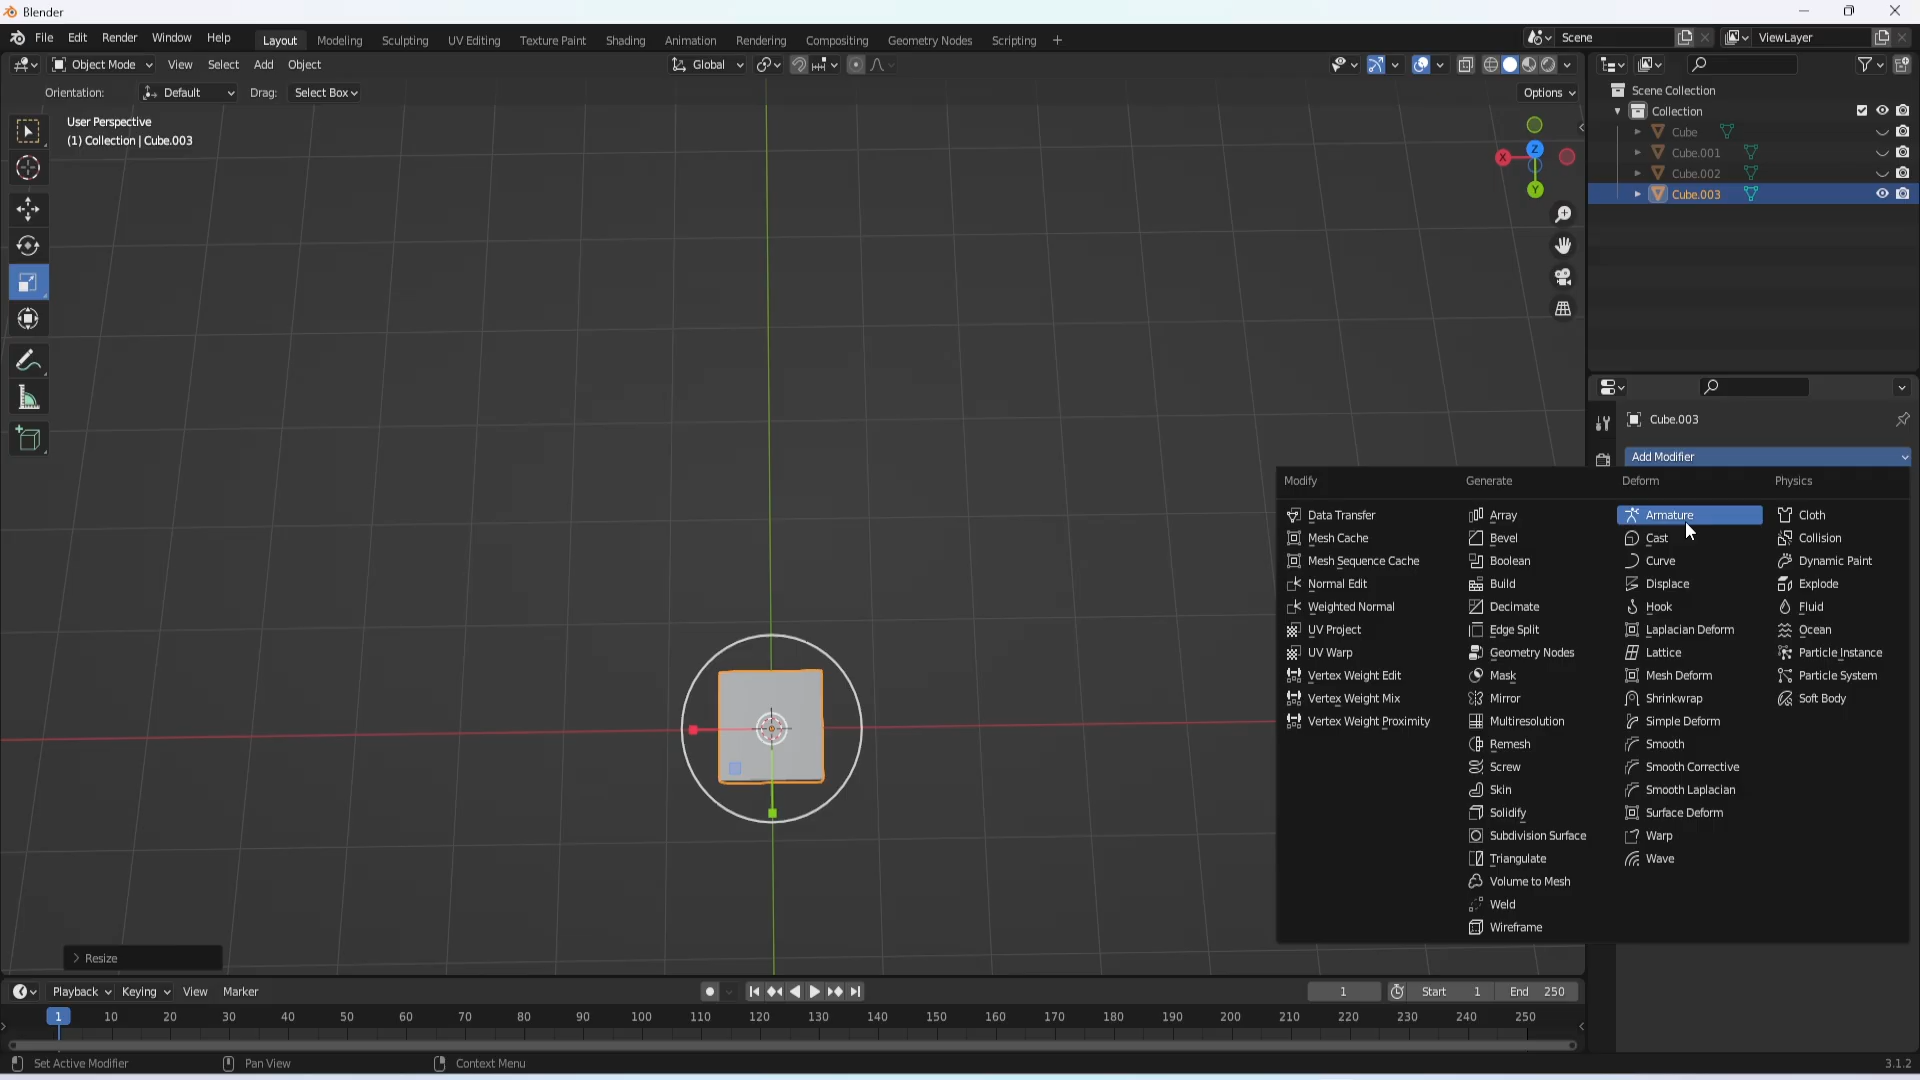 Blender
File Edit Render Window Help Layout Modeling Sculpting UV Editing Texture Paint Shading Animation Rendering Compositing Geometry Nodes Scripting + Scene ViewLayer
Object Mode View Select Add Object Global
Orientation: Default Drag: Select Box Options
User Perspective
(1) Collection | Cube.003
X Z Y
Scene Collection
Collection
Cube
Cube.001
Cube.002
Cube.003
Cube.003
Add Modifier
Modify Generate Deform Physics
Data Transfer Array Armature Cloth
Mesh Cache Bevel Cast Collision
Mesh Sequence Cache Boolean Curve Dynamic Paint
Normal Edit Build Displace Explode
Weighted Normal Decimate Hook Fluid
UV Project Edge Split Laplacian Deform Ocean
UV Warp Geometry Nodes Lattice Particle Instance
Vertex Weight Edit Mask Mesh Deform Particle System
Vertex Weight Mix Mirror Shrinkwrap Soft Body
Vertex Weight Proximity Multiresolution Simple Deform
Remesh Smooth
Screw Smooth Corrective
Skin Smooth Laplacian
Solidify Surface Deform
Subdivision Surface Warp
Triangulate Wave
Volume to Mesh
Weld
Wireframe
Resize
Playback Keying View Marker 1 Start 1 End 250
1 10 20 30 40 50 60 70 80 90 100 110 120 130 140 150 160 170 180 190 200 210 220 230 240 250
Set Active Modifier Pan View Context Menu 3.1.2